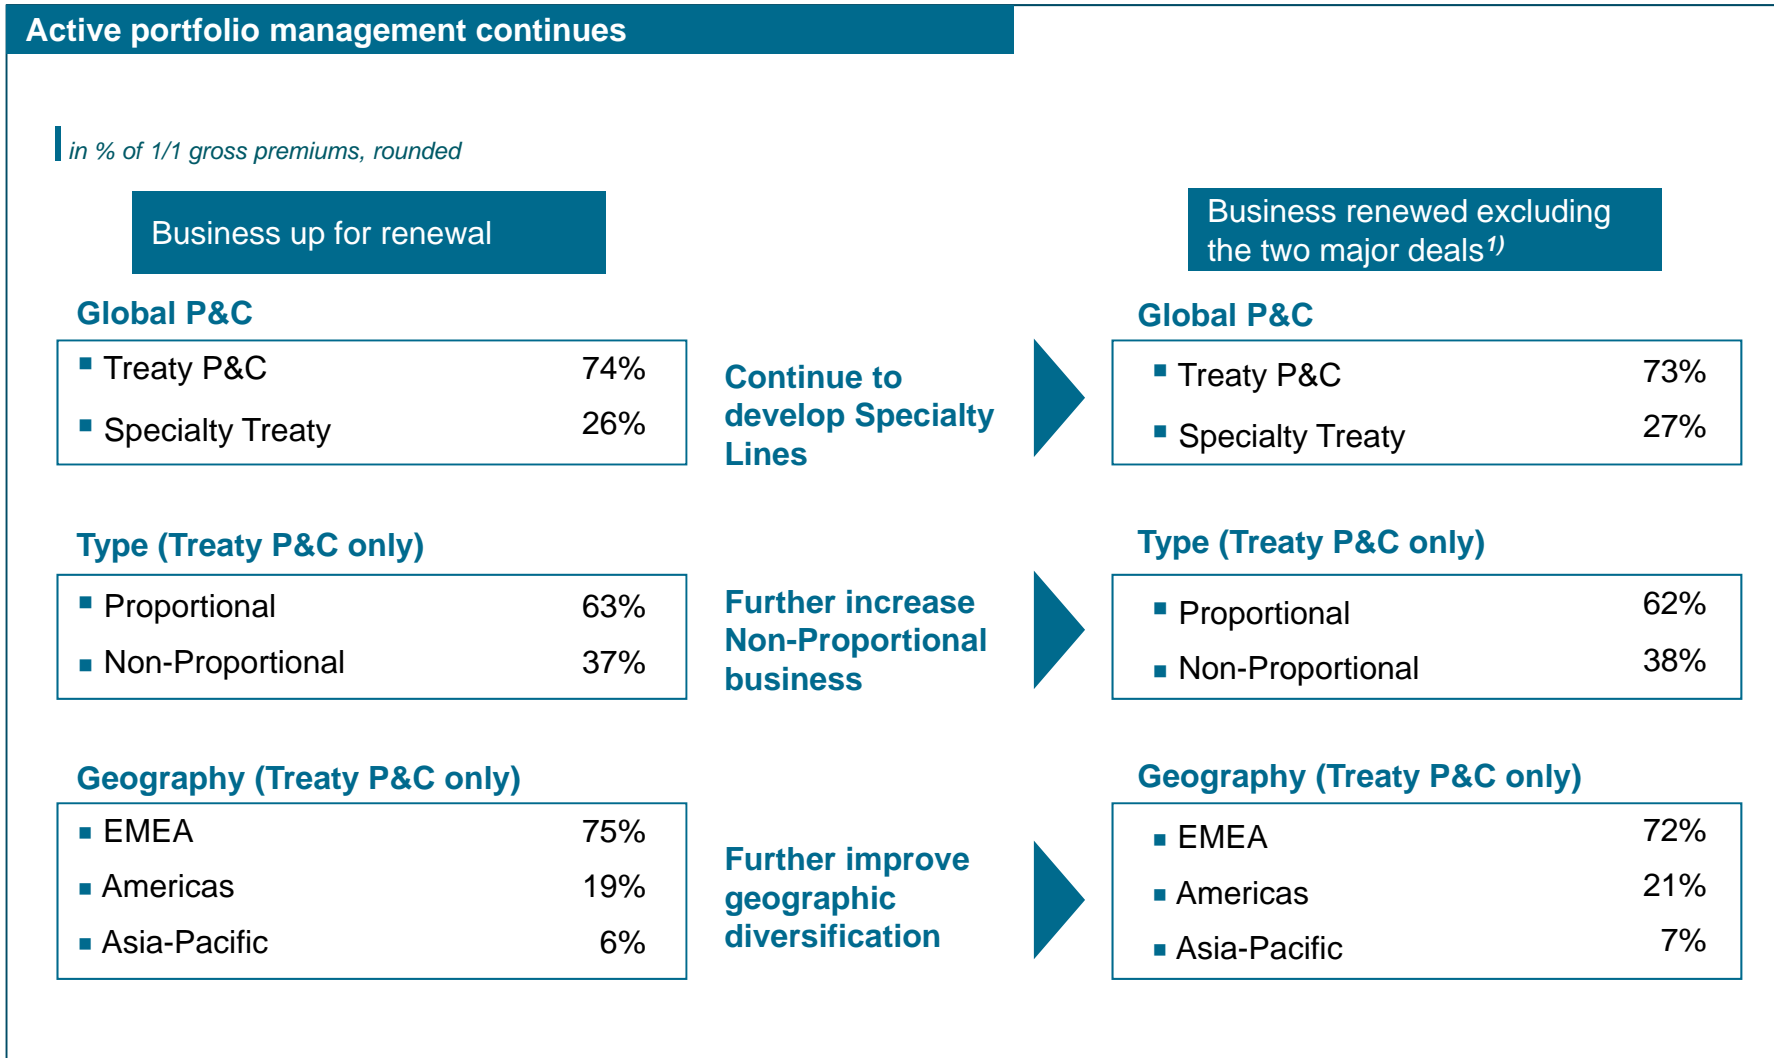 Active portfolio management continues
in % of 1/1 gross premiums, rounded
Business up for renewal
Global P&C
▪ Treaty P&C 74%
▪ Specialty Treaty 26%
Type (Treaty P&C only)
▪ Proportional 63%
▪ Non-Proportional 37%
Geography (Treaty P&C only)
▪ EMEA 75%
▪ Americas 19%
▪ Asia-Pacific 6%
Continue to
develop Specialty
Lines
Further increase
Non-Proportional
business
Further improve
geographic
diversification
Business renewed excluding
the two major deals1)
Global P&C
▪ Treaty P&C 73%
▪ Specialty Treaty 27%
Type (Treaty P&C only)
▪ Proportional 62%
▪ Non-Proportional 38%
Geography (Treaty P&C only)
▪ EMEA 72%
▪ Americas 21%
▪ Asia-Pacific 7%